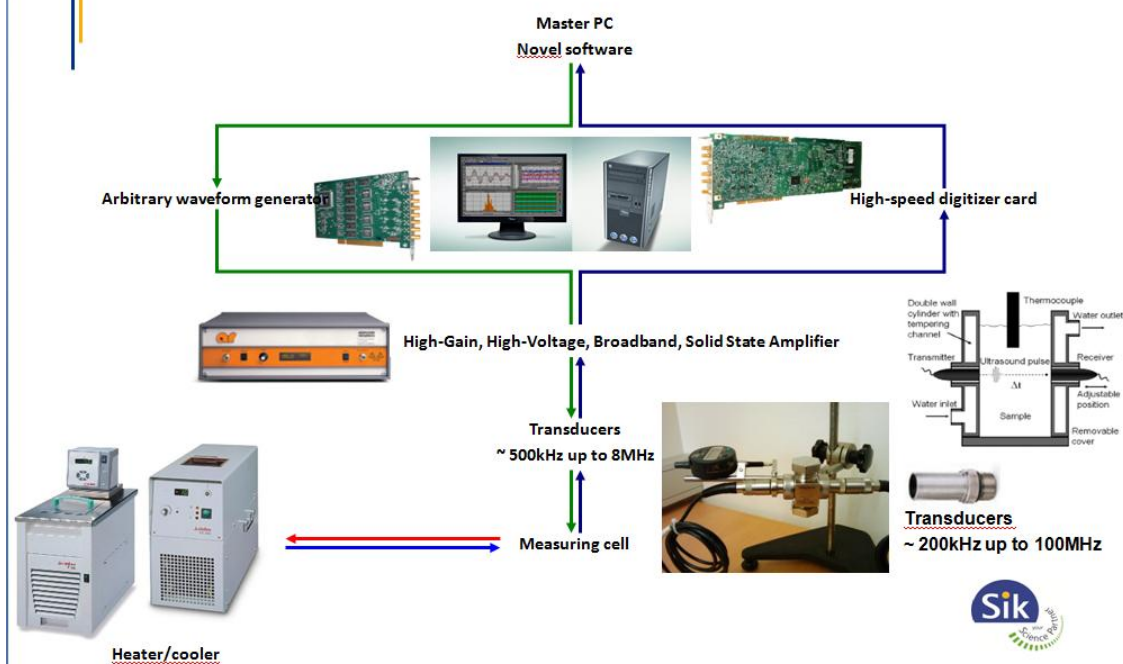 Master PC
Novel software
Arbitrary waveform generator
High-speed digitizer card
High-Gain, High-Voltage, Broadband, Solid State Amplifier
Double wall
cylinder with
tempering
channel
Thermocouple
Water outlet
Transmitter
Ultrasound pulse
Receiver
Δt
Adjustable
position
Water inlet
Sample
Removable
cover
Transducers
~ 500kHz up to 8MHz
Transducers
~ 200kHz up to 100MHz
Measuring cell
Heater/cooler
Sik
your
Science Partner